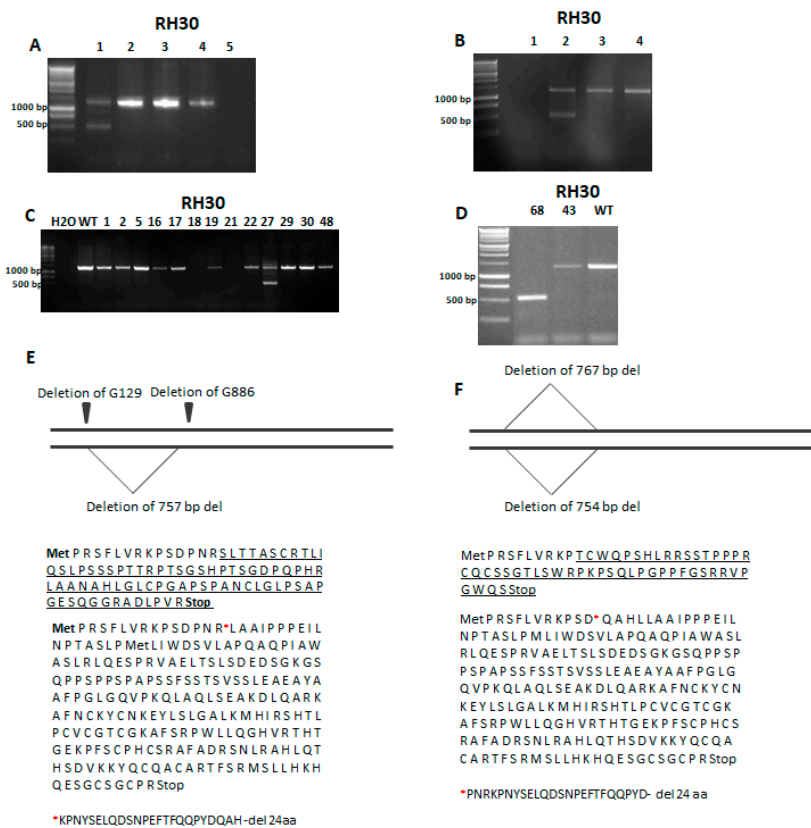 RH30
A
1 2 3 4 5
1000 bp
500 bp
RH30
B
1 2 3 4
1000 bp
500 bp
RH30
C
H2O WT 1 2 5 16 17 18 19 21 22 27 29 30 48
1000 bp
500 bp
RH30
D
68 43 WT
1000 bp
500 bp
E
Deletion of G129 Deletion of G886
Deletion of 757 bp del
Met P R S F L V R K P S D P N R S L T T A S C R T L I
Q S L P S S S P T T R P T S G S H P T S G D P Q P H R
L A A N A H L G L C P G A P S P A N C L G L P S A P
G E S Q G G R A D L P V R Stop
Met P R S F L V R K P S D P N R*L A A I P P P E I L
N P T A S L P MetL I W D S V L A P Q A Q P I A W
A S L R L Q E S P R V A E L T S L S D E D S G K G S
Q P P S P P S P A P S S F S S T S V S S L E A E A Y A
A F P G L G Q V P K Q L A Q L S E A K D L Q A R K
A F N C K Y C N K E Y L S L G A L K M H I R S H T L
P C V C G T C G K A F S R P W L L Q G H V R T H T
G E K P F S C P H C S R A F A D R S N L R A H L Q T
H S D V K K Y Q C Q A C A R T F S R M S L L H K H
Q E S G C S G C P R Stop
*KPNYSELQDSNPEFTFQQPYDQAH-del 24aa
F
Deletion of 767 bp del
Deletion of 754 bp del
Met P R S F L V R K P T C W Q P S H L R R S S T P P P R
C Q C S S G T L S W R P K P S Q L P G P P F G S R R V P
G W Q S Stop
Met P R S F L V R K P S D*Q A H L L A A I P P P E I L
N P T A S L P M L I W D S V L A P Q A Q P I A W A S L
R L Q E S P R V A E L T S L S D E D S G K G S Q P P S P
P S P A P S S F S S T S V S S L E A E A Y A A F P G L G
Q V P K Q L A Q L S E A K D L Q A R K A F N C K Y C N
K E Y L S L G A L K M H I R S H T L P C V C G T C G K
A F S R P W L L Q G H V R T H T G E K P F S C P H C S
R A F A D R S N L R A H L Q T H S D V K K Y Q C Q A
C A R T F S R M S L L H K H Q E S G C S G C P R Stop
*PNRKPNYSELQDSNPEFTFQQPYD- del 24 aa